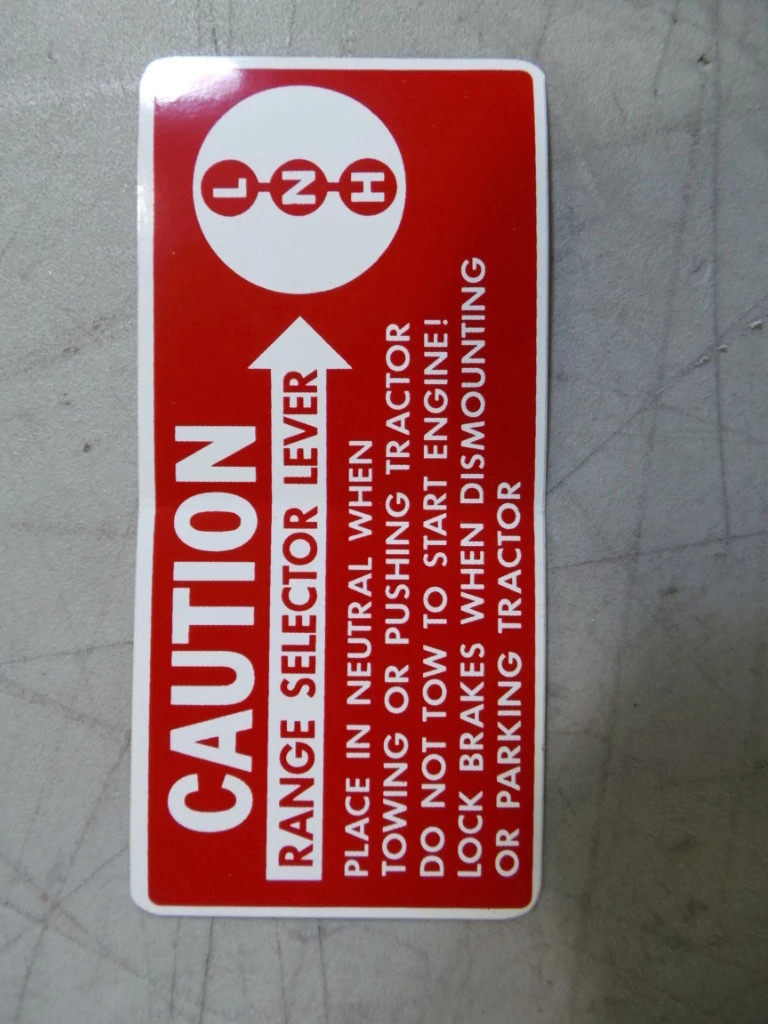 CAUTION
RANGE SELECTOR LEVER
L N H
PLACE IN NEUTRAL WHEN
TOWING OR PUSHING TRACTOR
DO NOT TOW TO START ENGINE!
LOCK BRAKES WHEN DISMOUNTING
OR PARKING TRACTOR